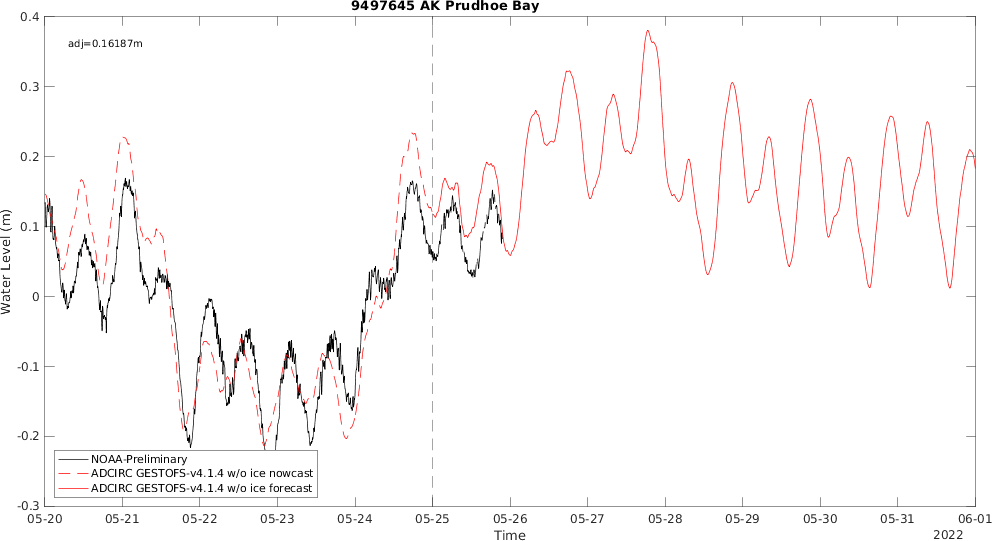 9497645 AK Prudhoe Bay
adj=0.16187m
Water Level (m)
0.4
0.3
0.2
0.1
0
-0.1
-0.2
-0.3
NOAA-Preliminary
ADCIRC GESTOFS-v4.1.4 w/o ice nowcast
ADCIRC GESTOFS-v4.1.4 w/o ice forecast
05-20 05-21 05-22 05-23 05-24 05-25 05-26 05-27 05-28 05-29 05-30 05-31 06-01
Time
2022